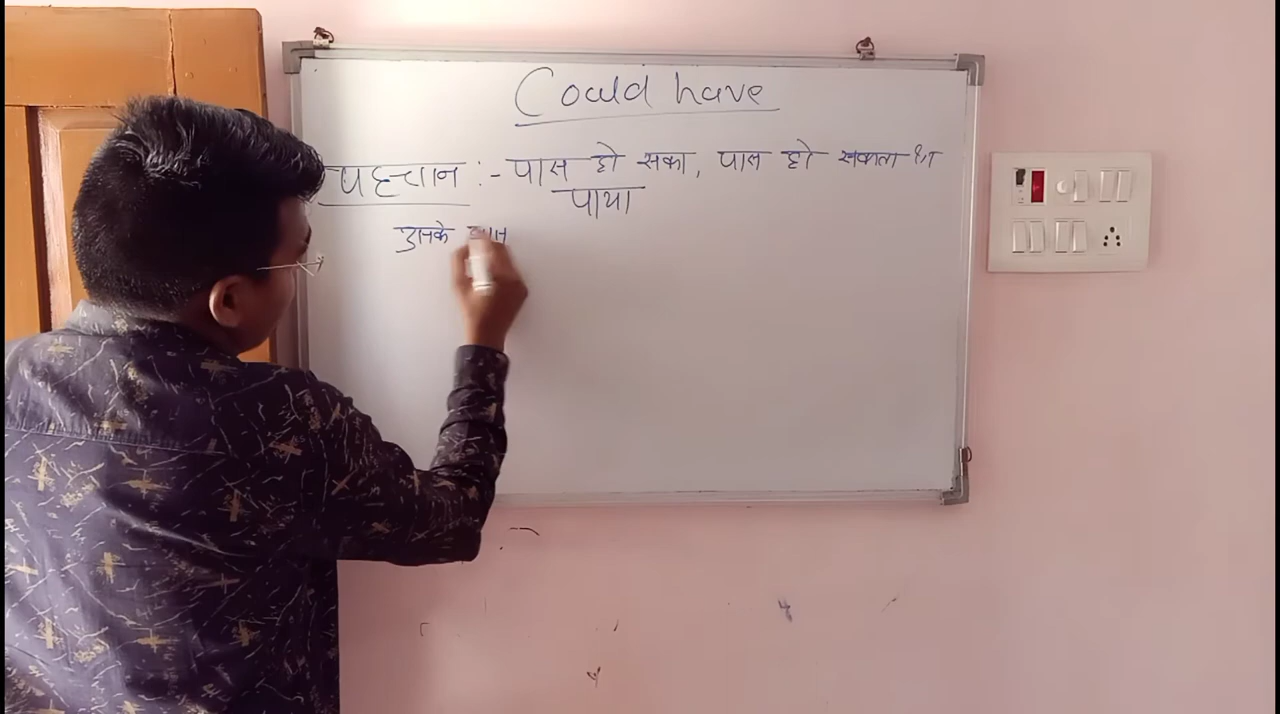 Could have
पहचान :- पास हो सका, पास हो सकता था
पाया
उसके पास